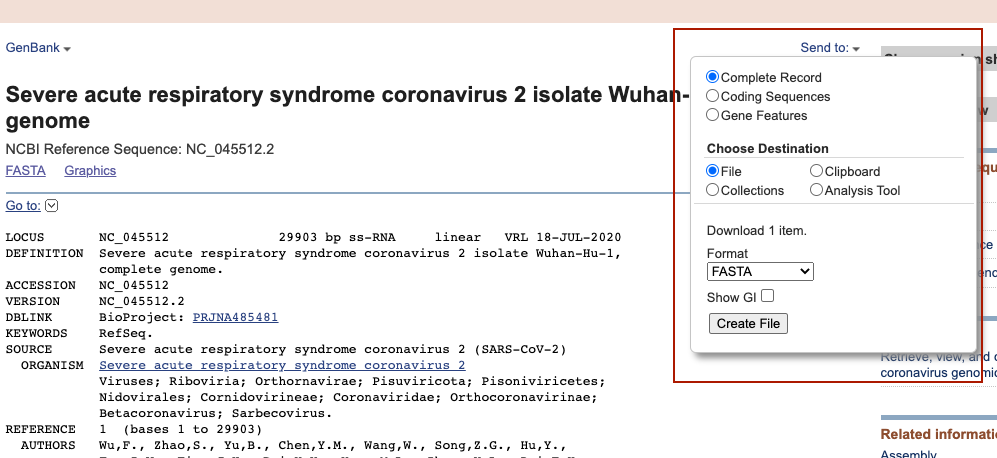 GenBank
Send to:
Severe acute respiratory syndrome coronavirus 2 isolate Wuhan-
genome
NCBI Reference Sequence: NC_045512.2
FASTA Graphics
Go to:
LOCUS NC_045512 29903 bp ss-RNA linear VRL 18-JUL-2020
DEFINITION Severe acute respiratory syndrome coronavirus 2 isolate Wuhan-Hu-1,
complete genome.
ACCESSION NC_045512
VERSION NC_045512.2
DBLINK BioProject: PRJNA485481
KEYWORDS RefSeq.
SOURCE Severe acute respiratory syndrome coronavirus 2 (SARS-CoV-2)
ORGANISM Severe acute respiratory syndrome coronavirus 2
Viruses; Riboviria; Orthornavirae; Pisuviricota; Pisoniviricetes;
Nidovirales; Cornidovirineae; Coronaviridae; Orthocoronavirinae;
Betacoronavirus; Sarbecovirus.
REFERENCE 1 (bases 1 to 29903)
AUTHORS Wu,F., Zhao,S., Yu,B., Chen,Y.M., Wang,W., Song,Z.G., Hu,Y.,
Complete Record
Coding Sequences
Gene Features
Choose Destination
File Clipboard
Collections Analysis Tool
Download 1 item.
Format
FASTA
Show GI
Create File
Retrieve, view, and
coronavirus genomic
Related informati
Assembly